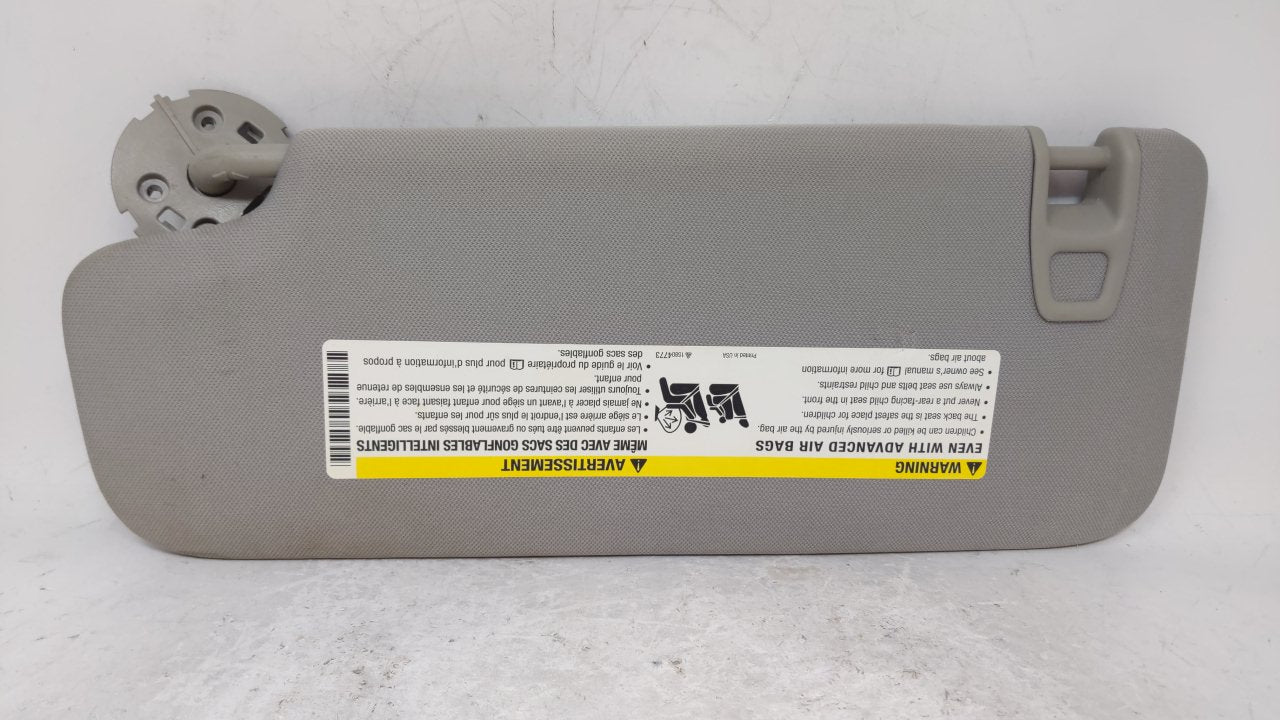 WARNING
EVEN WITH ADVANCED AIR BAGS
• Children can be killed or seriously injured by the air bag.
• The back seat is the safest place for children.
• Never put a rear-facing child seat in the front.
• Always use seat belts and child restraints.
• See owner's manual for more information
about air bags.
Printed in USA
15804773
AVERTISSEMENT
MÊME AVEC DES SACS GONFLABLES INTELLIGENTS
• Les enfants peuvent être tués ou gravement blessés par le sac gonflable.
• Le siège arrière est l'endroit le plus sûr pour les enfants.
• Ne jamais placer à l'avant un siège pour enfant faisant face à l'arrière.
• Toujours utiliser les ceintures de sécurité et les ensembles de retenue
pour enfant.
• Voir le guide du propriétaire pour plus d'information à propos
des sacs gonflables.